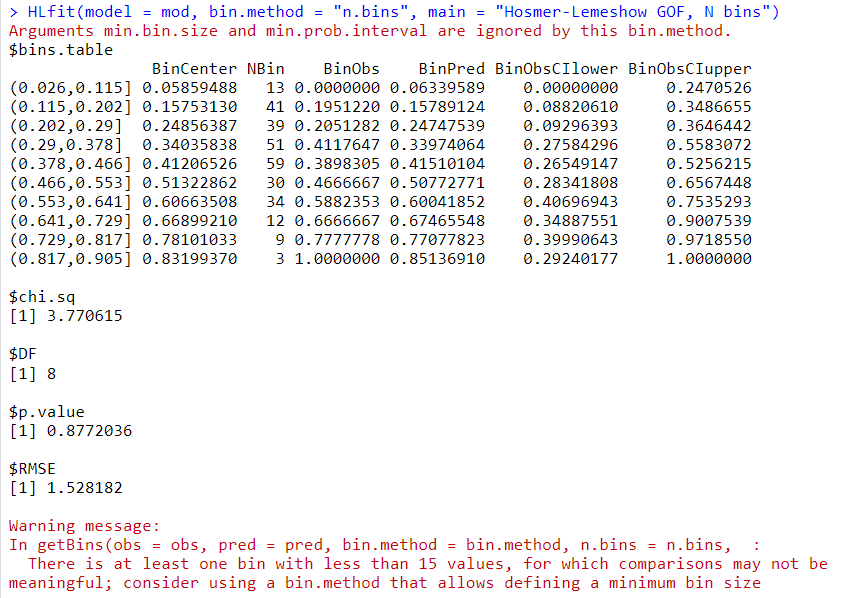 > HLfit(model = mod, bin.method = "n.bins", main = "Hosmer-Lemeshow GOF, N bins")
Arguments min.bin.size and min.prob.interval are ignored by this bin.method.
$bins.table
BinCenter NBin BinObs BinPred BinObsCIlower BinObsCIupper
(0.026,0.115] 0.05859488 13 0.0000000 0.06339589 0.00000000 0.2470526
(0.115,0.202] 0.15753130 41 0.1951220 0.15789124 0.08820610 0.3486655
(0.202,0.29] 0.24856387 39 0.2051282 0.24747539 0.09296393 0.3646442
(0.29,0.378] 0.34035838 51 0.4117647 0.33974064 0.27584296 0.5583072
(0.378,0.466] 0.41206526 59 0.3898305 0.41510104 0.26549147 0.5256215
(0.466,0.553] 0.51322862 30 0.4666667 0.50772771 0.28341808 0.6567448
(0.553,0.641] 0.60663508 34 0.5882353 0.60041852 0.40696943 0.7535293
(0.641,0.729] 0.66899210 12 0.6666667 0.67465548 0.34887551 0.9007539
(0.729,0.817] 0.78101033 9 0.7777778 0.77077823 0.39990643 0.9718550
(0.817,0.905] 0.83199370 3 1.0000000 0.85136910 0.29240177 1.0000000
$chi.sq
[1] 3.770615
$DF
[1] 8
$p.value
[1] 0.8772036
$RMSE
[1] 1.528182
Warning message:
In getBins(obs = obs, pred = pred, bin.method = bin.method, n.bins = n.bins,  :
There is at least one bin with less than 15 values, for which comparisons may not be
meaningful; consider using a bin.method that allows defining a minimum bin size